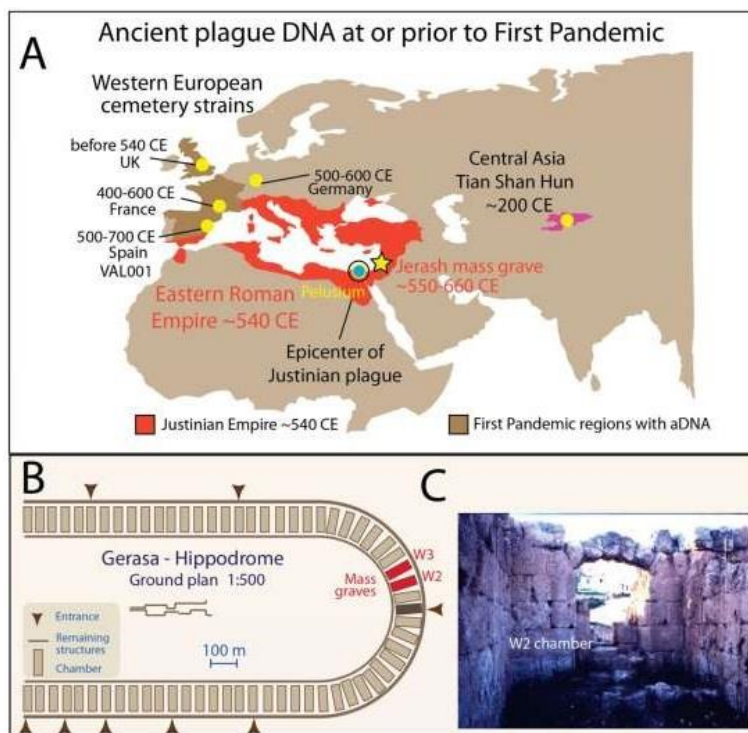 Ancient plague DNA at or prior to First Pandemic
A
Western European
cemetery strains
before 540 CE
UK
400-600 CE
France
500-700 CE
Spain
VAL001
500-600 CE
Germany
Central Asia
Tian Shan Hun
~200 CE
Jerash mass grave
~550-660 CE
Eastern Roman
Empire ~540 CE
Pelusium
Epicenter of
Justinian plague
Justinian Empire ~540 CE
First Pandemic regions with aDNA
B
Gerasa - Hippodrome
Ground plan 1:500
Mass
graves
W3
W2
Entrance
Remaining
structures
Chamber
100 m
C
W2 chamber